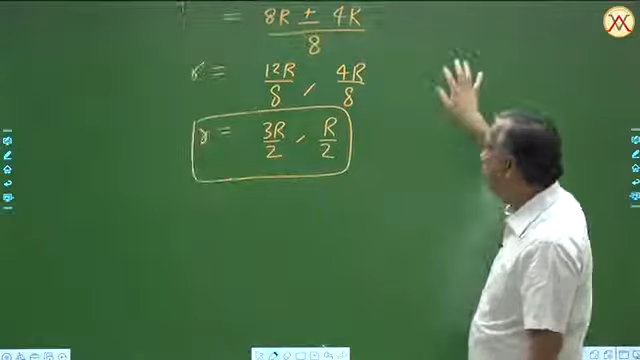 = 8R ± 4R / 8
r = 12R/8 , 4R/8
r = 3R/2 , R/2